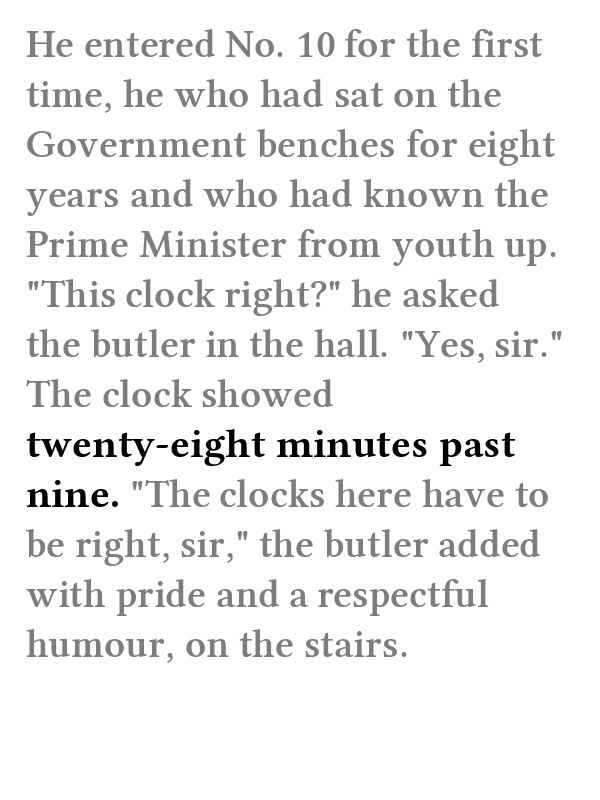 He entered No. 10 for the first
time, he who had sat on the
Government benches for eight
years and who had known the
Prime Minister from youth up.
"This clock right?" he asked
the butler in the hall. "Yes, sir."
The clock showed
twenty-eight minutes past
nine. "The clocks here have to
be right, sir," the butler added
with pride and a respectful
humour, on the stairs.